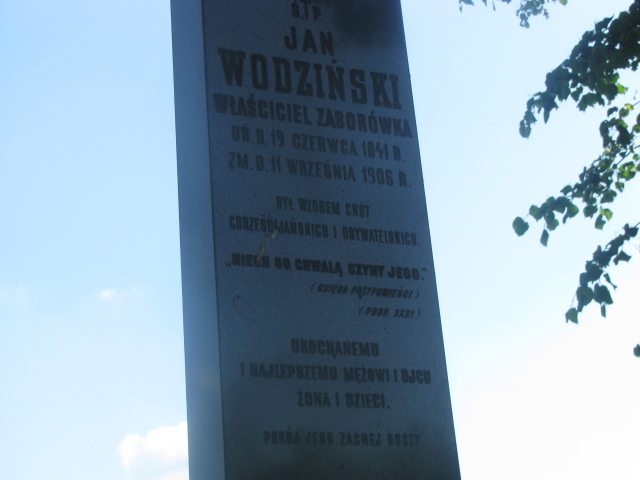 Ś.†P.
JAN
WODZIŃSKI
WŁAŚCICIEL ZABORÓWKA
UR. D. 19 CZERWCA 1841 R.
ZM. D. 11 WRZEŚNIA 1906 R.
BYŁ WZOREM CNÓT
CHRZEŚCIJAŃSKICH I OBYWATELSKICH.
„NIECH GO CHWALĄ CZYNY JEGO.”
(KSIĘGA PRZYPOWIEŚCI)
(PODR. XXXI.)
UKOCHANEMU
I NAJLEPSZEMU MĘŻOWI I OJCU
ŻONA I DZIECI.
POKÓJ JEGO ZACNEJ DUSZY.